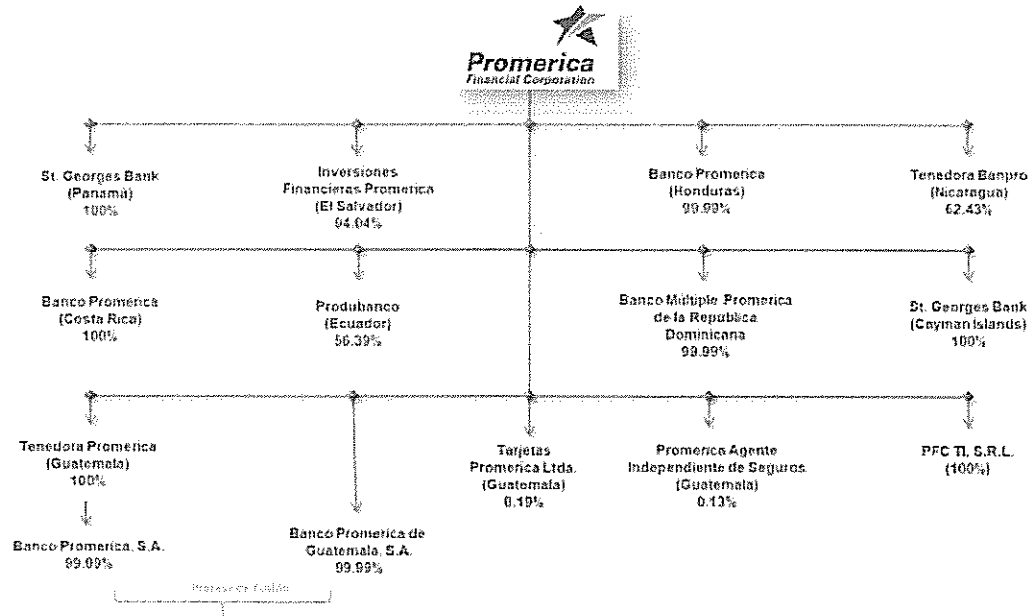 Promerica
Financial Corporation
St. Georges Bank
(Panamá)
100%
Inversiones
Financieras Promerica
(El Salvador)
94.04%
Banco Promerica
(Honduras)
99.99%
Tenedora Banpro
(Nicaragua)
62.43%
Banco Promerica
(Costa Rica)
100%
Produbanco
(Ecuador)
56.39%
Banco Múltiple Promerica
de la República
Dominicana
99.99%
St. Georges Bank
(Cayman Islands)
100%
Tenedora Promerica
(Guatemala)
100%
Tarjetas
Promerica Ltda.
(Guatemala)
0.19%
Promerica Agente
Independiente de Seguros.
(Guatemala)
0.13%
PFC TI, S.R.L.
(100%)
Banco Promerica, S.A.
99.99%
Banco Promerica de
Guatemala, S.A.
99.99%
Proceso de Fusión